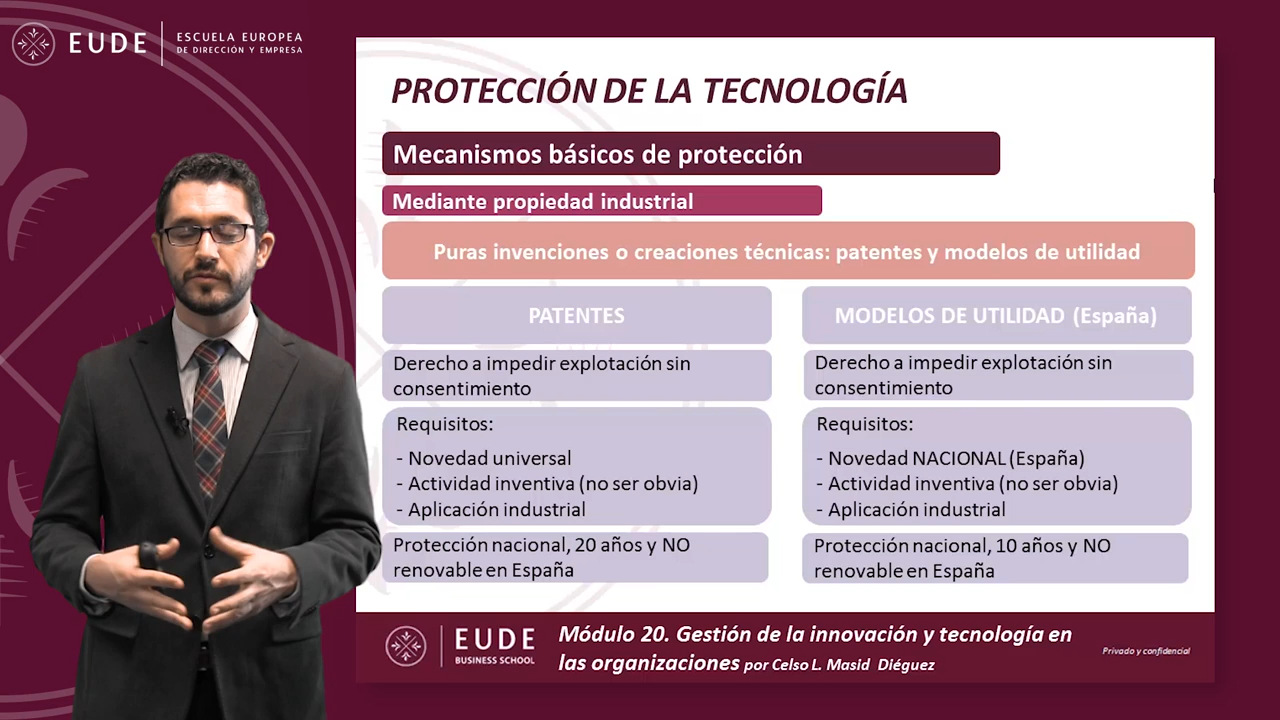 EUDE
ESCUELA EUROPEA
DE DIRECCIÓN Y EMPRESA
PROTECCIÓN DE LA TECNOLOGÍA
Mecanismos básicos de protección
Mediante propiedad industrial
Puras invenciones o creaciones técnicas: patentes y modelos de utilidad
PATENTES
Derecho a impedir explotación sin
consentimiento
Requisitos:
- Novedad universal
- Actividad inventiva (no ser obvia)
- Aplicación industrial
Protección nacional, 20 años y NO
renovable en España
MODELOS DE UTILIDAD (España)
Derecho a impedir explotación sin
consentimiento
Requisitos:
- Novedad NACIONAL (España)
- Actividad inventiva (no ser obvia)
- Aplicación industrial
Protección nacional, 10 años y NO
renovable en España
EUDE
BUSINESS SCHOOL
Módulo 20. Gestión de la innovación y tecnología en
las organizaciones por Celso L. Masid Diéguez
Privado y confidencial